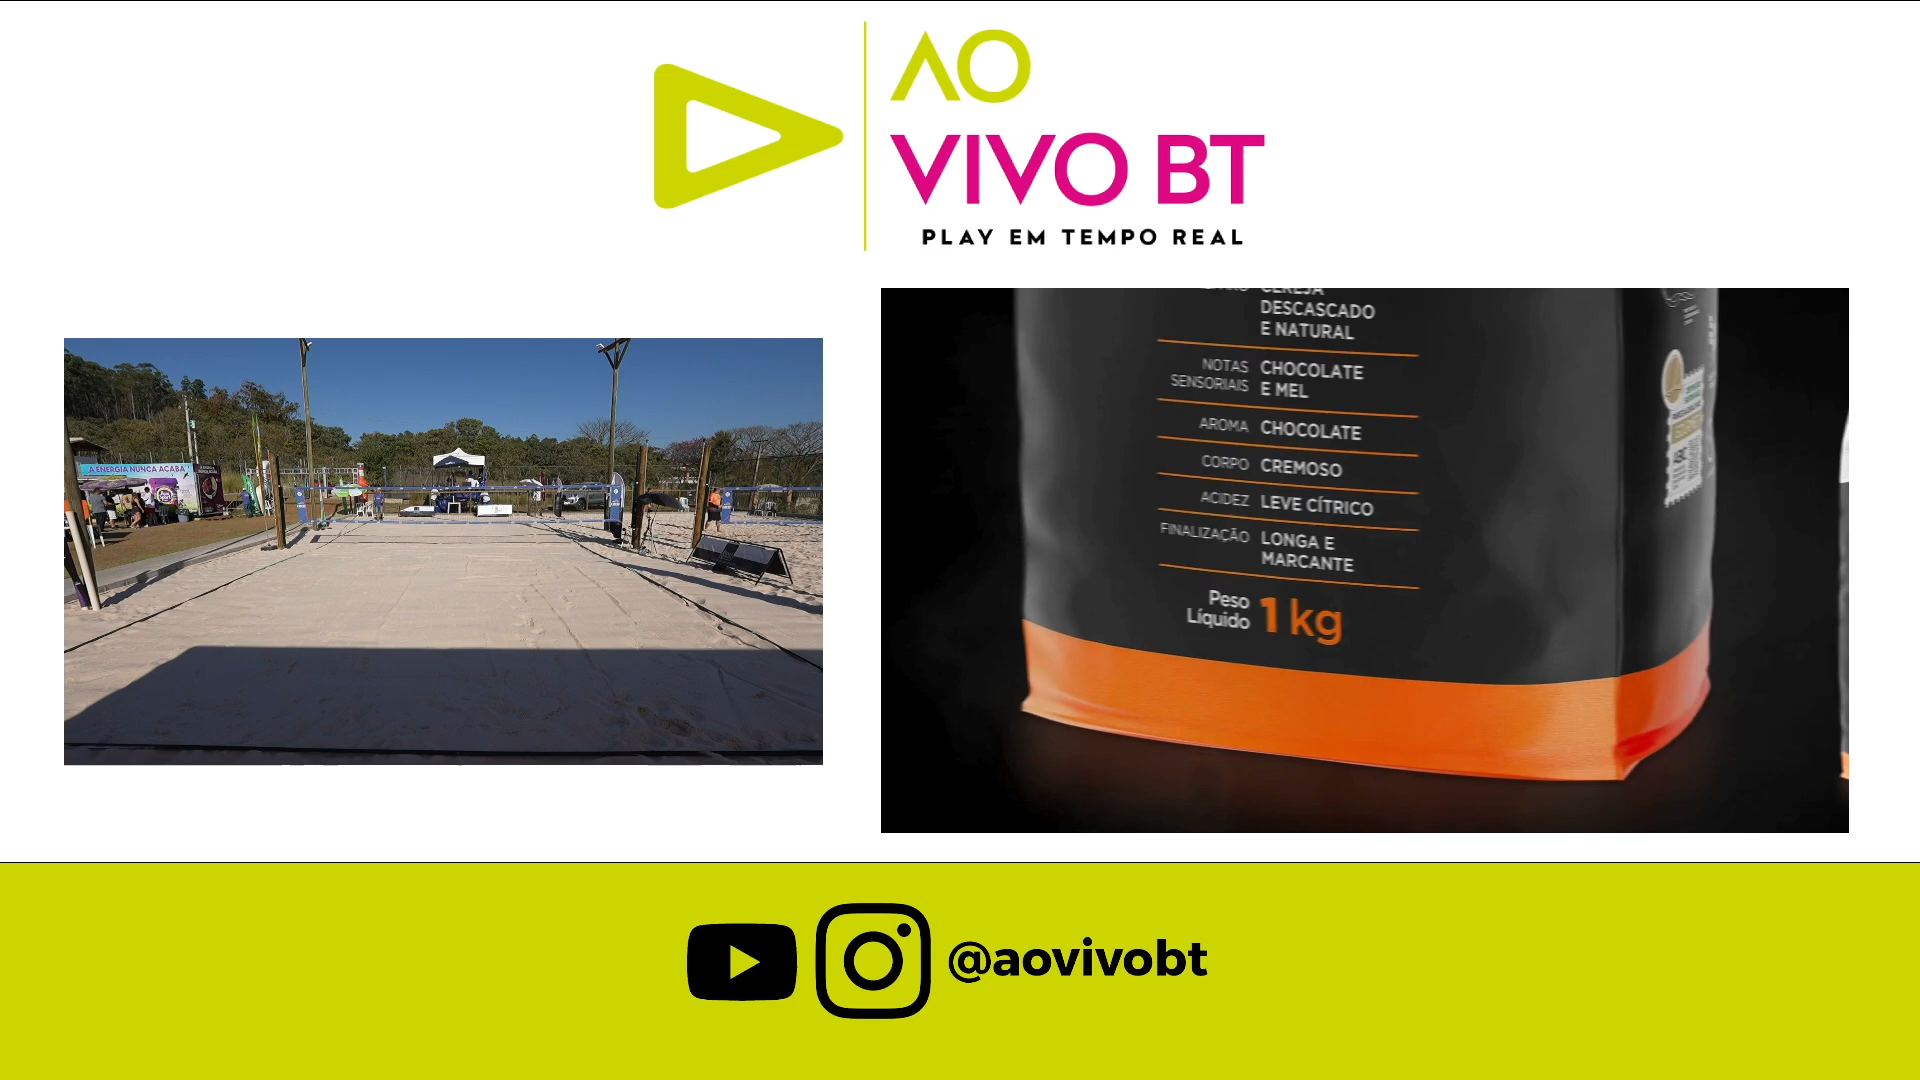 AO
VIVO BT
PLAY EM TEMPO REAL
A ENERGIA NUNCA ACABA
CEREJA
DESCASCADO
E NATURAL
NOTAS SENSORIAIS CHOCOLATE E MEL
AROMA CHOCOLATE
CORPO CREMOSO
ACIDEZ LEVE CÍTRICO
FINALIZAÇÃO LONGA E MARCANTE
Peso Líquido 1 kg
@aovivobt